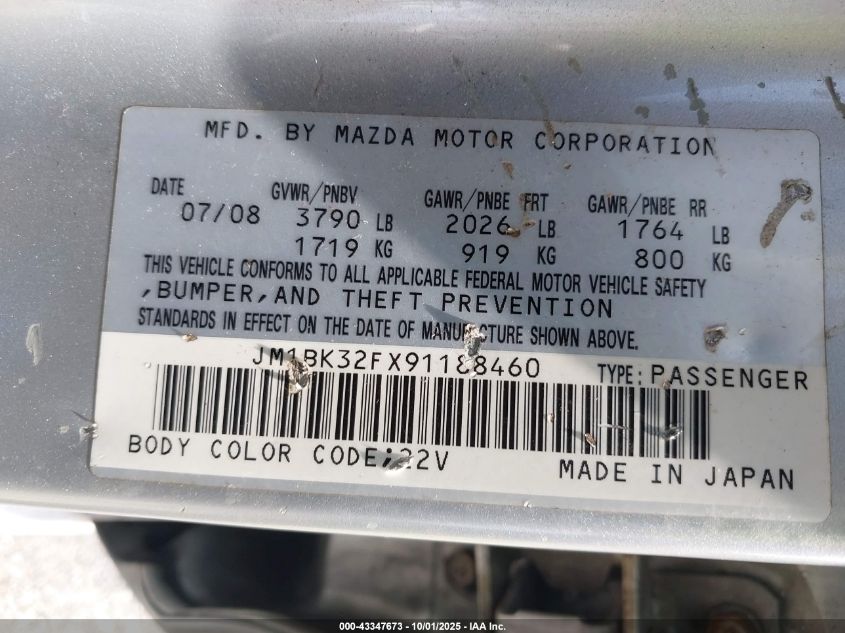 MFD. BY MAZDA MOTOR CORPORATION
DATE GVWR/PNBV GAWR/PNBE FRT GAWR/PNBE RR
07/08 3790 LB 2026 LB 1764 LB
1719 KG 919 KG 800 KG
THIS VEHICLE CONFORMS TO ALL APPLICABLE FEDERAL MOTOR VEHICLE SAFETY
,BUMPER,AND THEFT PREVENTION
STANDARDS IN EFFECT ON THE DATE OF MANUFACTURE SHOWN ABOVE.
JM1BK32FX91188460 TYPE: PASSENGER
BODY COLOR CODE;22V MADE IN JAPAN
000-43347673 - 10/01/2025 - IAA Inc.